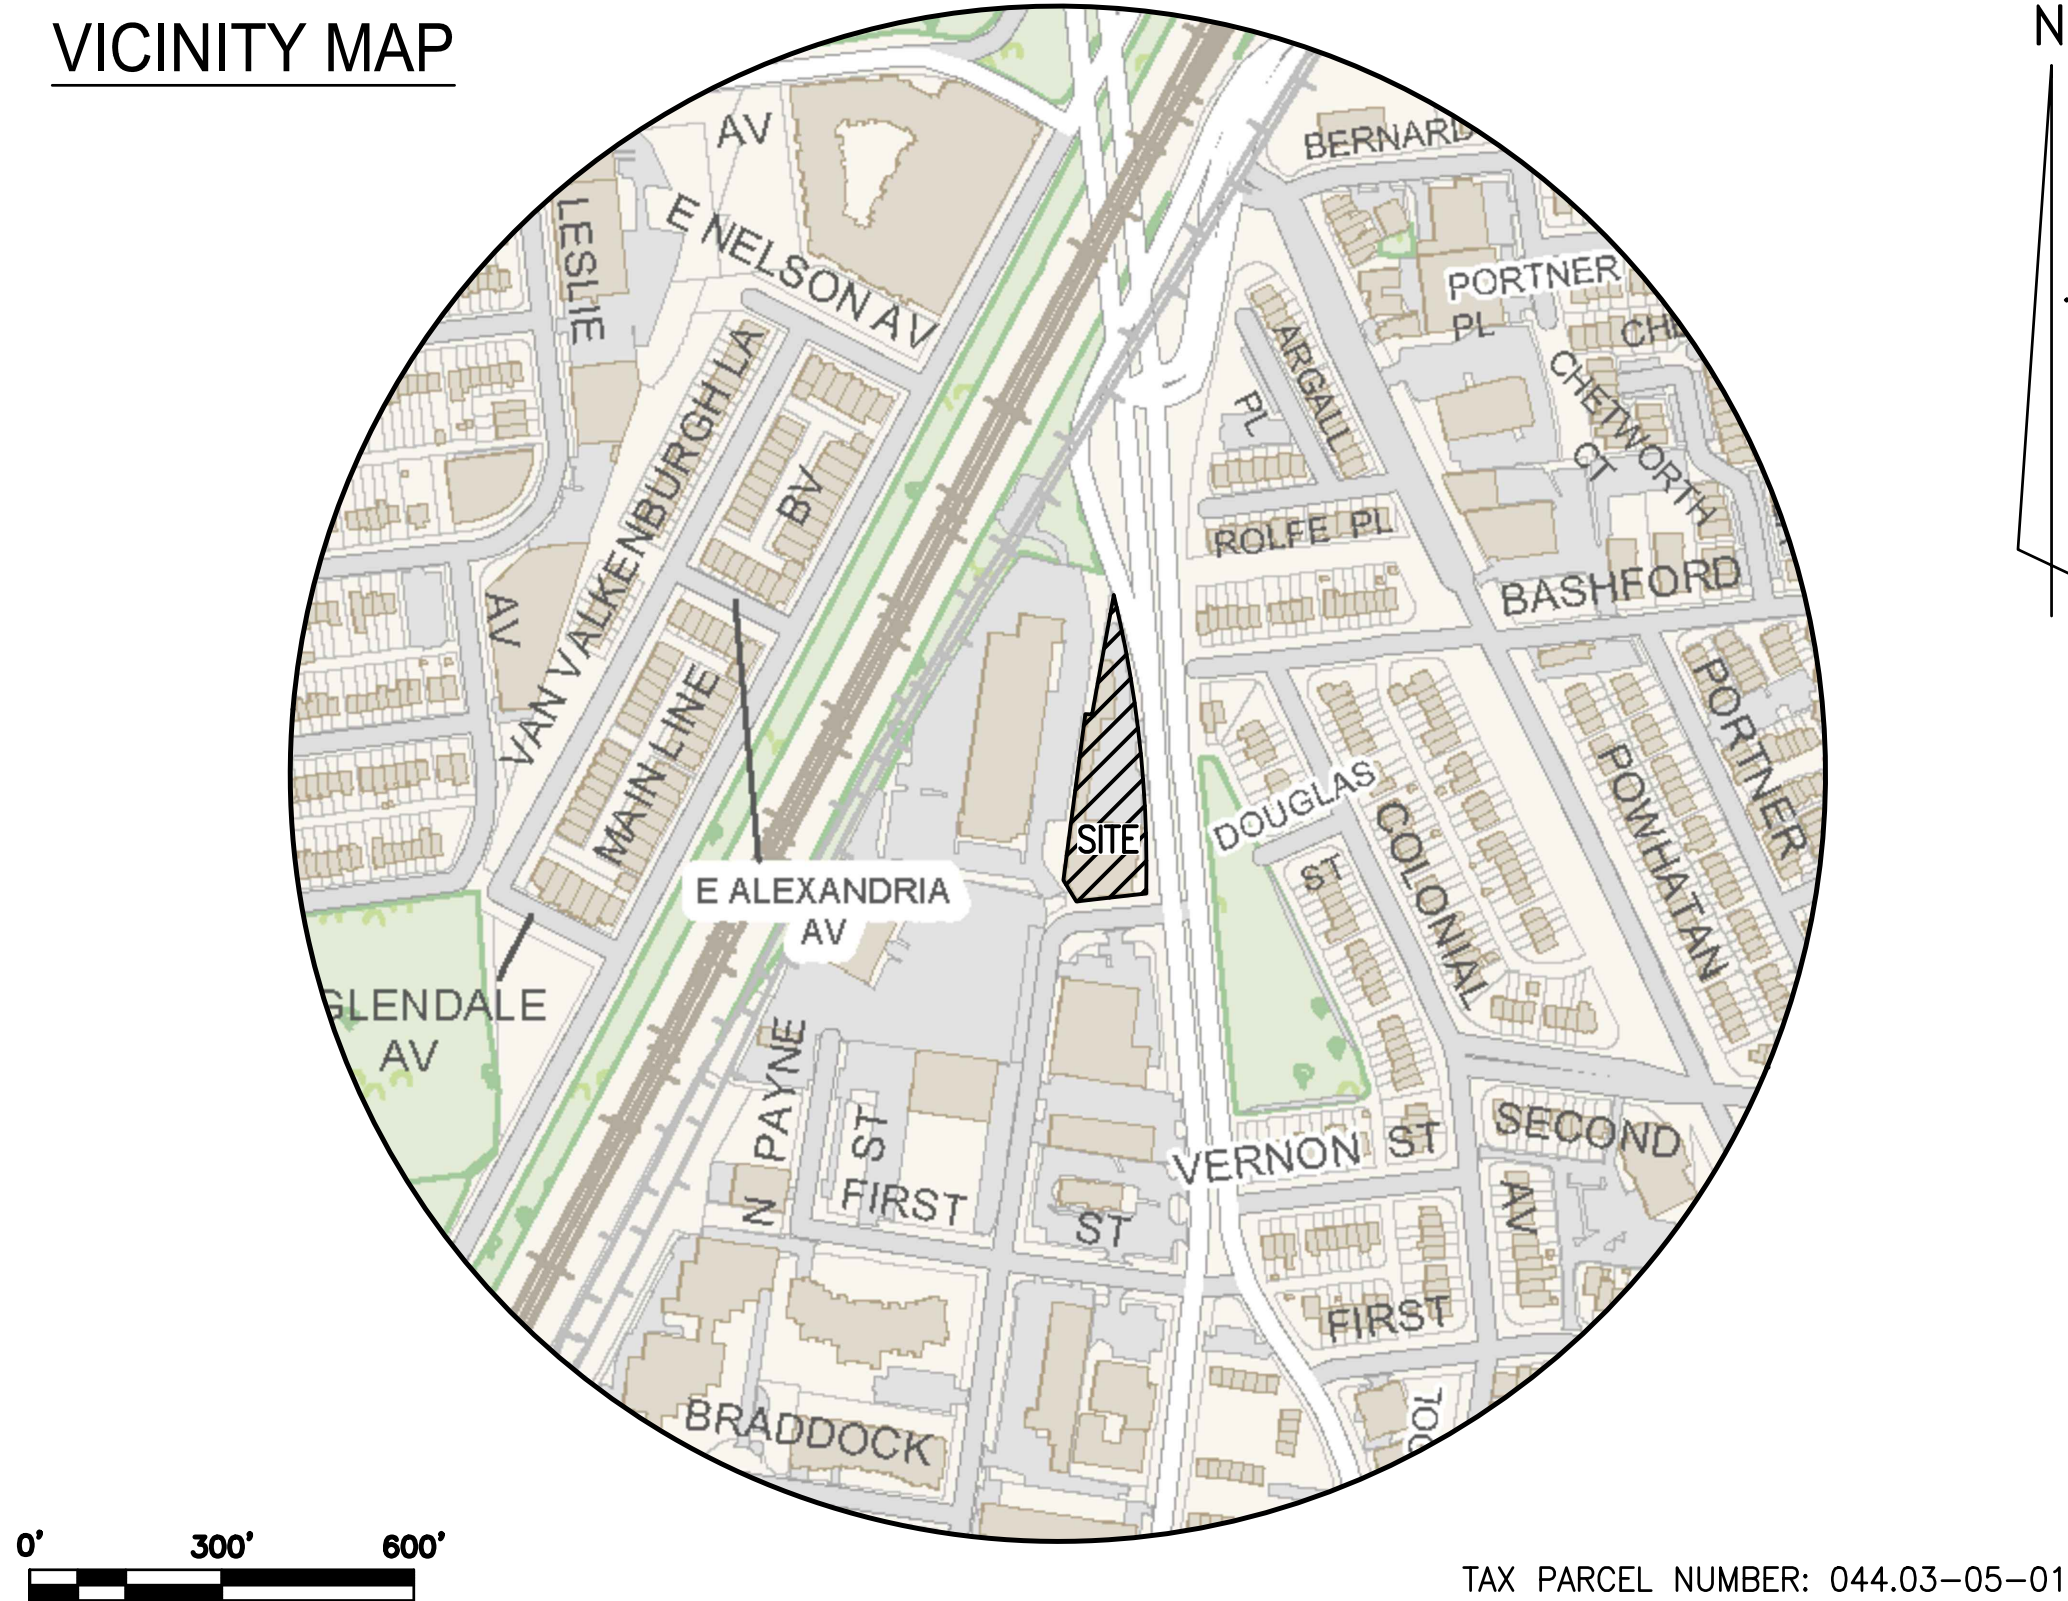 VICINITY MAP
N
AV
BERNARD
LESLIE
E NELSON AV
PORTNER
PL
CHE
ARGALL
PL
CHETWORTH
CT
VAN VALKENBURGH LA
BV
ROLFE PL
BASHFORD
AV
MAIN LINE
PORTNER
POWHATAN
DOUGLAS
ST
COLONIAL
SITE
E ALEXANDRIA
AV
GLENDALE
AV
N PAYNE
ST
FIRST
ST
VERNON ST
SECOND
AV
FIRST
BRADDOCK
0' 300' 600'
TAX PARCEL NUMBER: 044.03-05-01